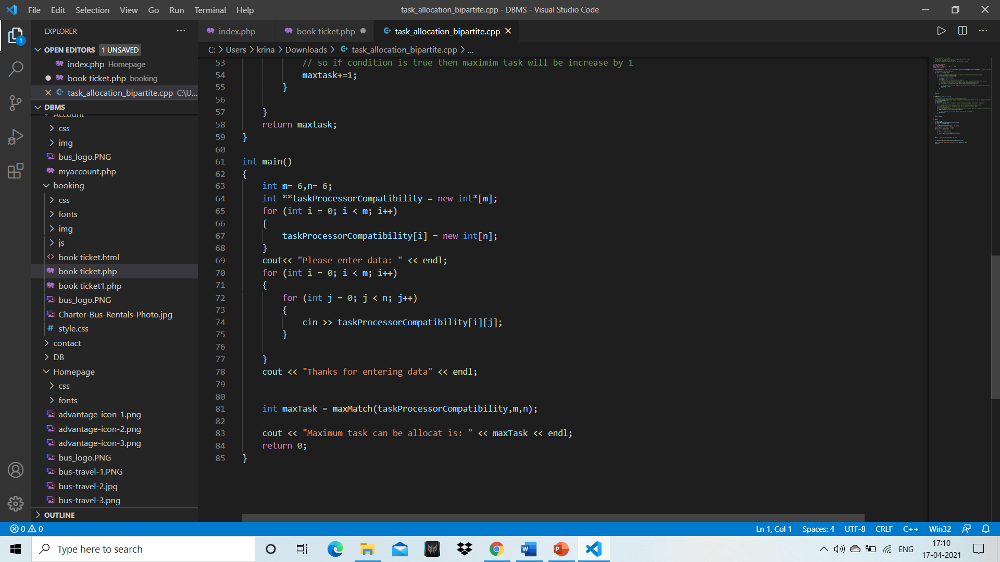 File Edit Selection View Go Run Terminal Help
task_allocation_bipartite.cpp - DBMS - Visual Studio Code
EXPLORER
OPEN EDITORS 1 UNSAVED
index.php Homepage
book ticket.php booking
task_allocation_bipartite.cpp C:\U...
DBMS
Account
css
img
bus_logo.PNG
myaccount.php
booking
css
fonts
img
js
book ticket.html
book ticket.php
book ticket1.php
bus_logo.PNG
Charter-Bus-Rentals-Photo.jpg
style.css
contact
DB
Homepage
css
fonts
advantage-icon-1.png
advantage-icon-2.png
advantage-icon-3.png
bus_logo.PNG
bus-travel-1.PNG
bus-travel-2.jpg
bus-travel-3.png
OUTLINE
index.php book ticket.php task_allocation_bipartite.cpp
C: > Users > krina > Downloads > task_allocation_bipartite.cpp > ...
53 // so if condition is true then maximim task will be increase by 1
54 maxtask+=1;
55 }
56
57 }
58 return maxtask;
59 }
60
61 int main()
62 {
63 int m= 6,n= 6;
64 int **taskProcessorCompatibility = new int*[m];
65 for (int i = 0; i < m; i++)
66 {
67 taskProcessorCompatibility[i] = new int[n];
68 }
69 cout<< "Please enter data: " << endl;
70 for (int i = 0; i < m; i++)
71 {
72 for (int j = 0; j < n; j++)
73 {
74 cin >> taskProcessorCompatibility[i][j];
75 }
76
77 }
78 cout << "Thanks for entering data" << endl;
79
80
81 int maxTask = maxMatch(taskProcessorCompatibility,m,n);
82
83 cout << "Maximum task can be allocat is: " << maxTask << endl;
84 return 0;
85 }
0 0
Ln 1, Col 1 Spaces: 4 UTF-8 CRLF C++ Win32
Type here to search
ENG
17:10
17-04-2021